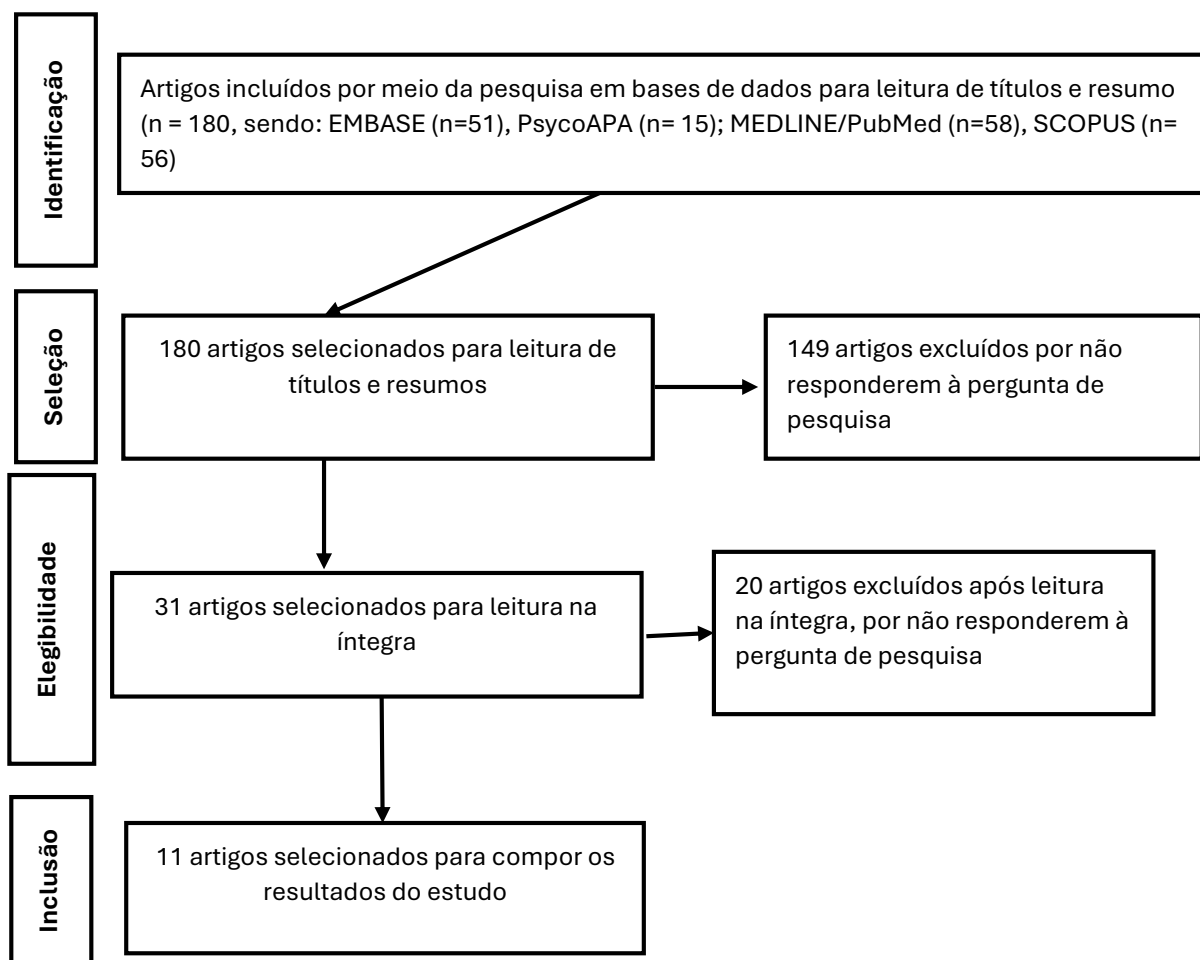 Identificação
Artigos incluídos por meio da pesquisa em bases de dados para leitura de títulos e resumo
(n = 180, sendo: EMBASE (n=51), PsycoAPA (n= 15); MEDLINE/PubMed (n=58), SCOPUS (n=
56)
Seleção
180 artigos selecionados para leitura de
títulos e resumos
149 artigos excluídos por não
responderem à pergunta de
pesquisa
Elegibilidade
31 artigos selecionados para leitura na
íntegra
20 artigos excluídos após leitura
na íntegra, por não responderem à
pergunta de pesquisa
Inclusão
11 artigos selecionados para compor os
resultados do estudo